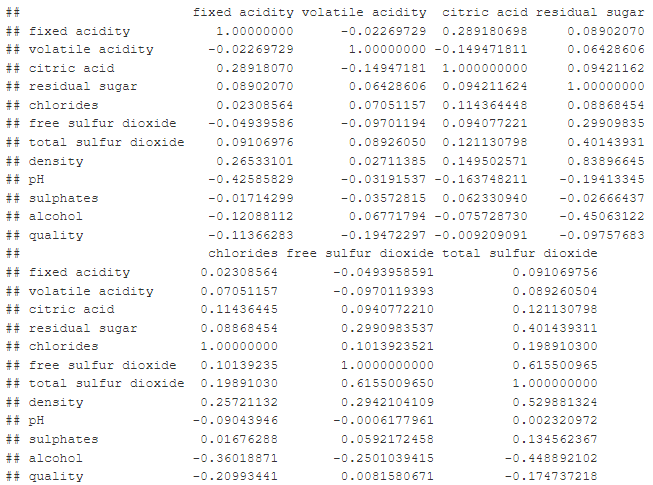 ##                      fixed acidity volatile acidity  citric acid residual sugar
## fixed acidity           1.00000000      -0.02269729  0.289180698     0.08902070
## volatile acidity       -0.02269729       1.00000000 -0.149471811     0.06428606
## citric acid             0.28918070      -0.14947181  1.000000000     0.09421162
## residual sugar          0.08902070       0.06428606  0.094211624     1.00000000
## chlorides               0.02308564       0.07051157  0.114364448     0.08868454
## free sulfur dioxide    -0.04939586      -0.09701194  0.094077221     0.29909835
## total sulfur dioxide    0.09106976       0.08926050  0.121130798     0.40143931
## density                 0.26533101       0.02711385  0.149502571     0.83896645
## pH                     -0.42585829      -0.03191537 -0.163748211    -0.19413345
## sulphates              -0.01714299      -0.03572815  0.062330940    -0.02666437
## alcohol                -0.12088112       0.06771794 -0.075728730    -0.45063122
## quality                -0.11366283      -0.19472297 -0.009209091    -0.09757683
##                        chlorides free sulfur dioxide total sulfur dioxide
## fixed acidity         0.02308564       -0.0493958591          0.091069756
## volatile acidity      0.07051157       -0.0970119393          0.089260504
## citric acid           0.11436445        0.0940772210          0.121130798
## residual sugar        0.08868454        0.2990983537          0.401439311
## chlorides             1.00000000        0.1013923521          0.198910300
## free sulfur dioxide   0.10139235        1.0000000000          0.615500965
## total sulfur dioxide  0.19891030        0.6155009650          1.000000000
## density               0.25721132        0.2942104109          0.529881324
## pH                   -0.09043946       -0.0006177961          0.002320972
## sulphates             0.01676288        0.0592172458          0.134562367
## alcohol              -0.36018871       -0.2501039415         -0.448892102
## quality              -0.20993441        0.0081580671         -0.174737218